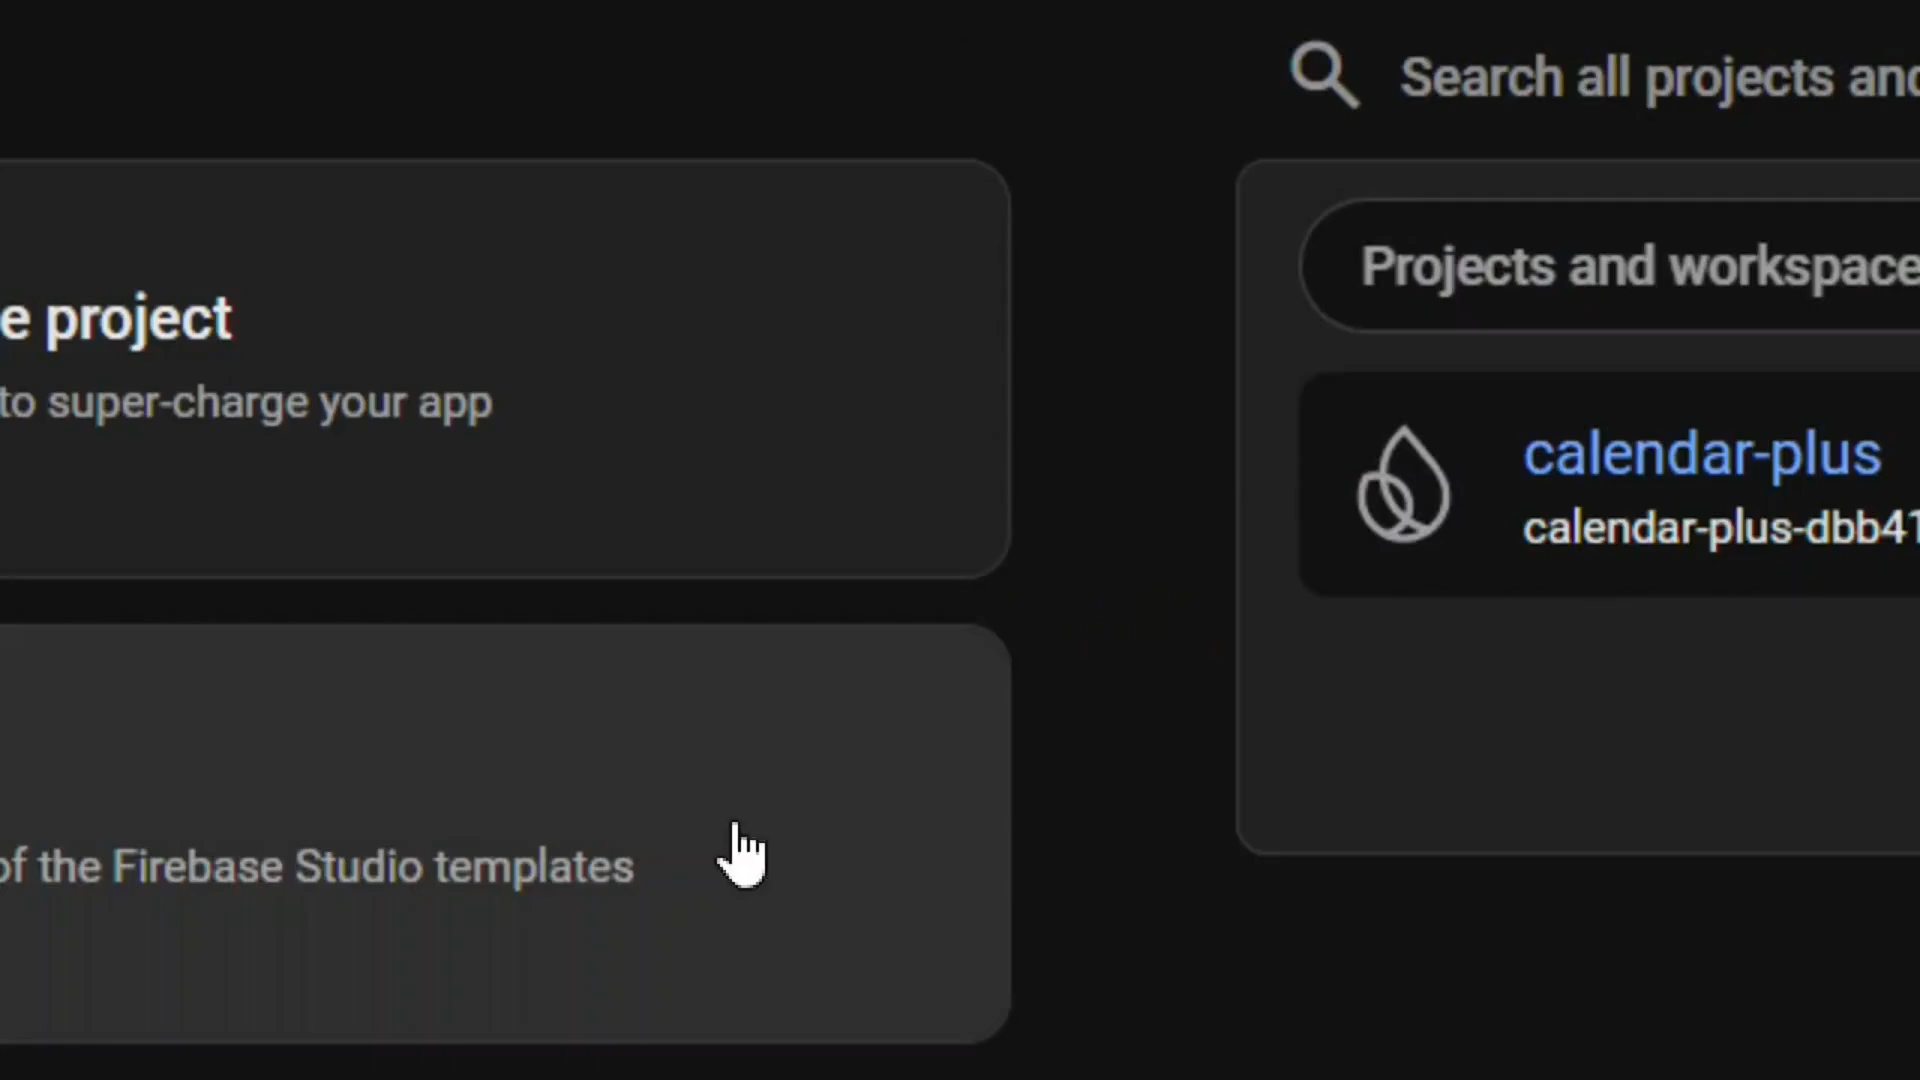 Search all projects and
e project
to super-charge your app
Projects and workspace
calendar-plus
calendar-plus-dbb41
of the Firebase Studio templates